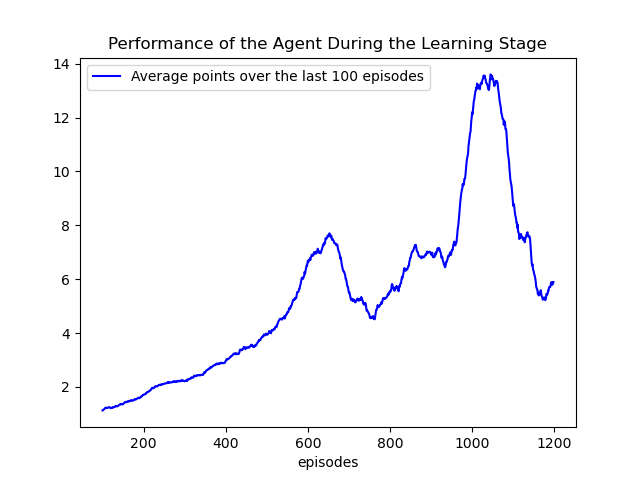 Performance of the Agent During the Learning Stage
Average points over the last 100 episodes
14
12
10
8
6
4
2
200 400 600 800 1000 1200
episodes